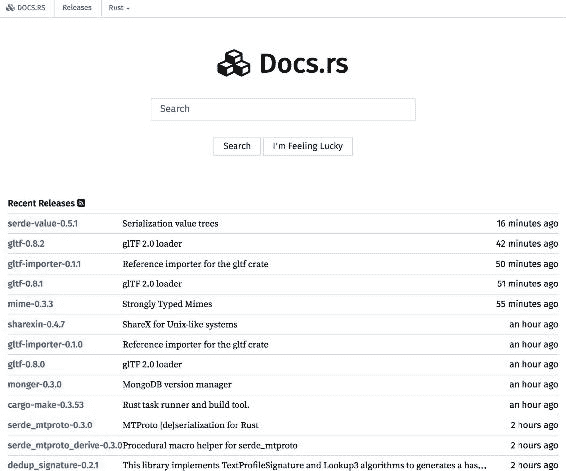 DOCS.RS Releases Rust
Docs.rs
Search
Search I'm Feeling Lucky
Recent Releases
serde-value-0.5.1 Serialization value trees 16 minutes ago
gltf-0.8.2 glTF 2.0 loader 42 minutes ago
gltf-importer-0.1.1 Reference importer for the gltf crate 50 minutes ago
gltf-0.8.1 glTF 2.0 loader 51 minutes ago
mime-0.3.3 Strongly Typed Mimes 55 minutes ago
sharexin-0.4.7 ShareX for Unix-like systems an hour ago
gltf-importer-0.1.0 Reference importer for the gltf crate an hour ago
gltf-0.8.0 glTF 2.0 loader an hour ago
monger-0.3.0 MongoDB version manager an hour ago
cargo-make-0.3.53 Rust task runner and build tool. an hour ago
serde_mtproto-0.3.0 MTProto [de]serialization for Rust 2 hours ago
serde_mtproto_derive-0.3.0 Procedural macro helper for serde_mtproto 2 hours ago
dedup_signature-0.2.1 This library implements TextProfileSignature and Lookup3 algorithms to generates a has... 2 hours ago